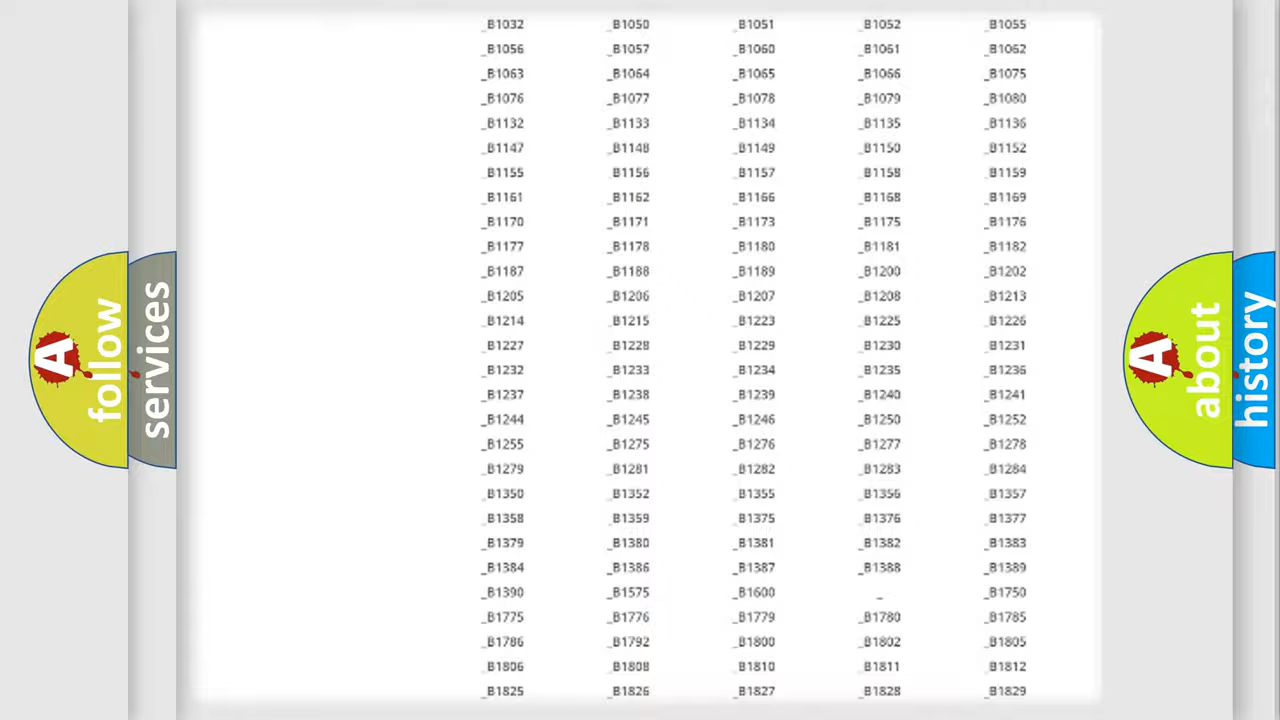 _B1032 _B1050 _B1051 _B1052 _B1055
_B1056 _B1057 _B1060 _B1061 _B1062
_B1063 _B1064 _B1065 _B1066 _B1075
_B1076 _B1077 _B1078 _B1079 _B1080
_B1132 _B1133 _B1134 _B1135 _B1136
_B1147 _B1148 _B1149 _B1150 _B1152
_B1155 _B1156 _B1157 _B1158 _B1159
_B1161 _B1162 _B1166 _B1168 _B1169
_B1170 _B1171 _B1173 _B1175 _B1176
_B1177 _B1178 _B1180 _B1181 _B1182
_B1187 _B1188 _B1189 _B1200 _B1202
_B1205 _B1206 _B1207 _B1208 _B1213
_B1214 _B1215 _B1223 _B1225 _B1226
_B1227 _B1228 _B1229 _B1230 _B1231
_B1232 _B1233 _B1234 _B1235 _B1236
_B1237 _B1238 _B1239 _B1240 _B1241
_B1244 _B1245 _B1246 _B1250 _B1252
_B1255 _B1275 _B1276 _B1277 _B1278
_B1279 _B1281 _B1282 _B1283 _B1284
_B1350 _B1352 _B1355 _B1356 _B1357
_B1358 _B1359 _B1375 _B1376 _B1377
_B1379 _B1380 _B1381 _B1382 _B1383
_B1384 _B1386 _B1387 _B1388 _B1389
_B1390 _B1575 _B1600 _ _B1750
_B1775 _B1776 _B1779 _B1780 _B1785
_B1786 _B1792 _B1800 _B1802 _B1805
_B1806 _B1808 _B1810 _B1811 _B1812
_B1825 _B1826 _B1827 _B1828 _B1829
A follow
services
A about
history